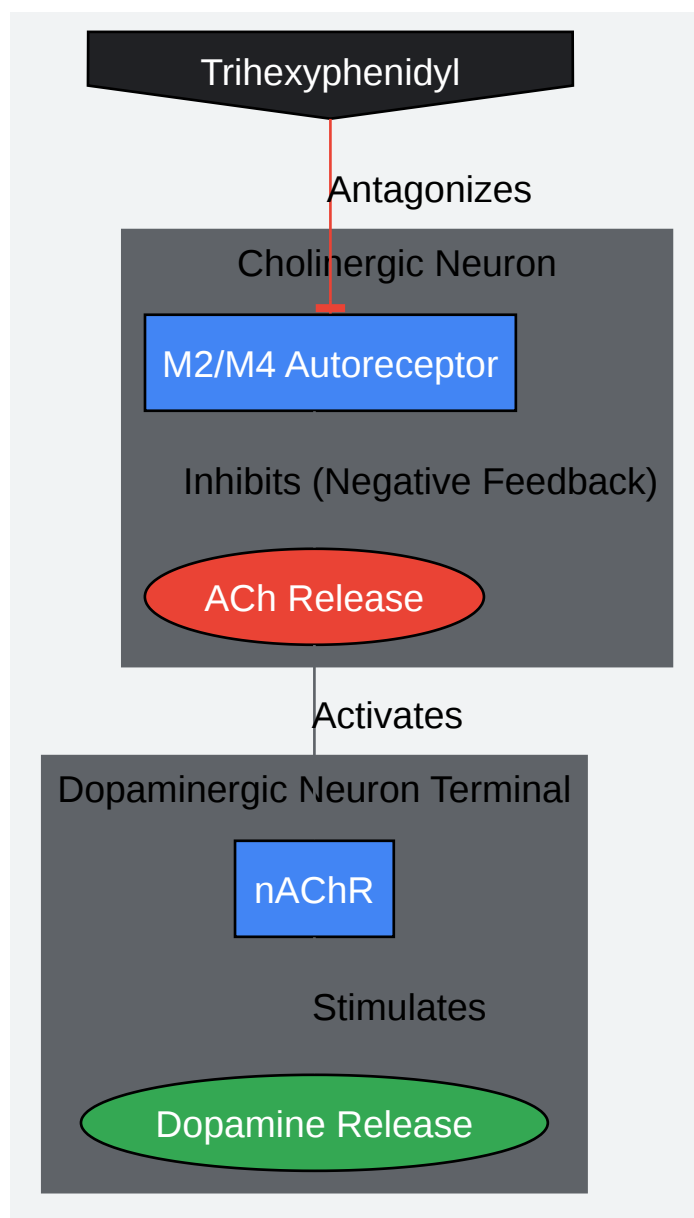 Trihexyphenidyl
Antagonizes
Cholinergic Neuron
M2/M4 Autoreceptor
Inhibits (Negative Feedback)
ACh Release
Activates
Dopaminergic Neuron Terminal
nAChR
Stimulates
Dopamine Release